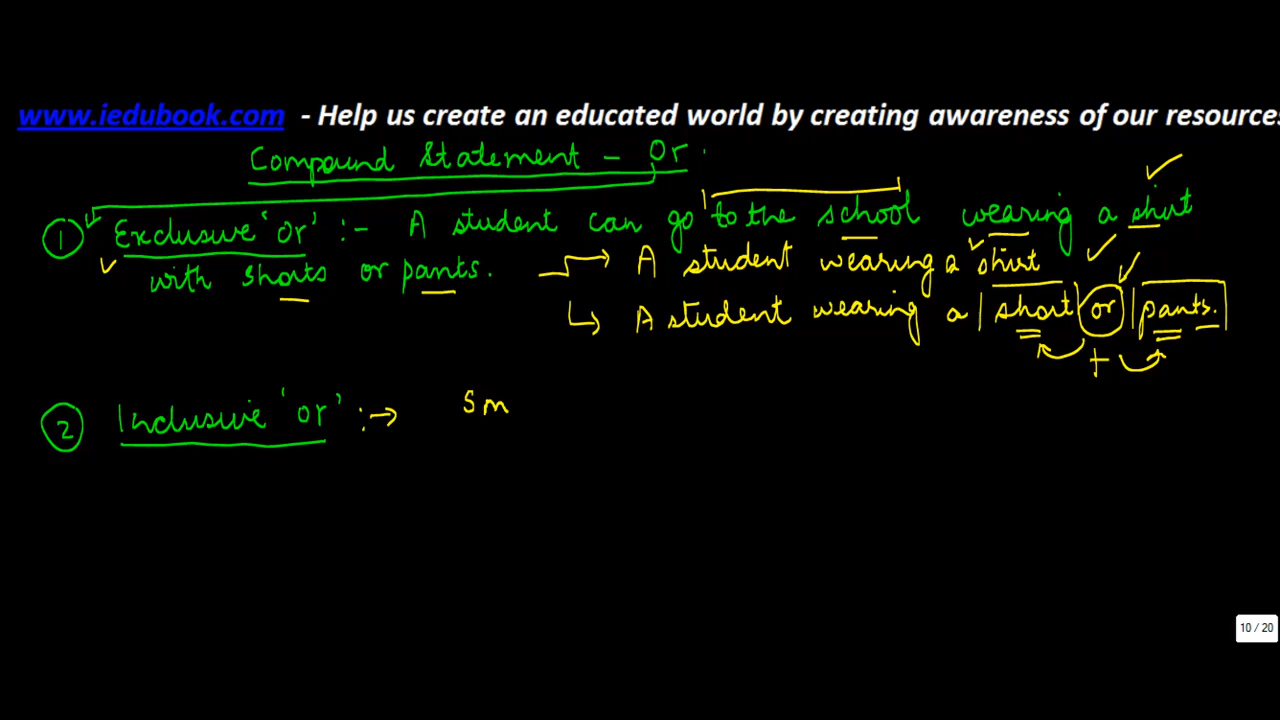 www.iedubook.com - Help us create an educated world by creating awareness of our resources
Compound Statement - Or.
1 Exclusive 'Or' :- A student can go to the school wearing a shirt
with shorts or pants.
→ A student wearing a shirt
→ A student wearing a short or pants.
+
2 Inclusive 'or' :→ Sm
10 / 20